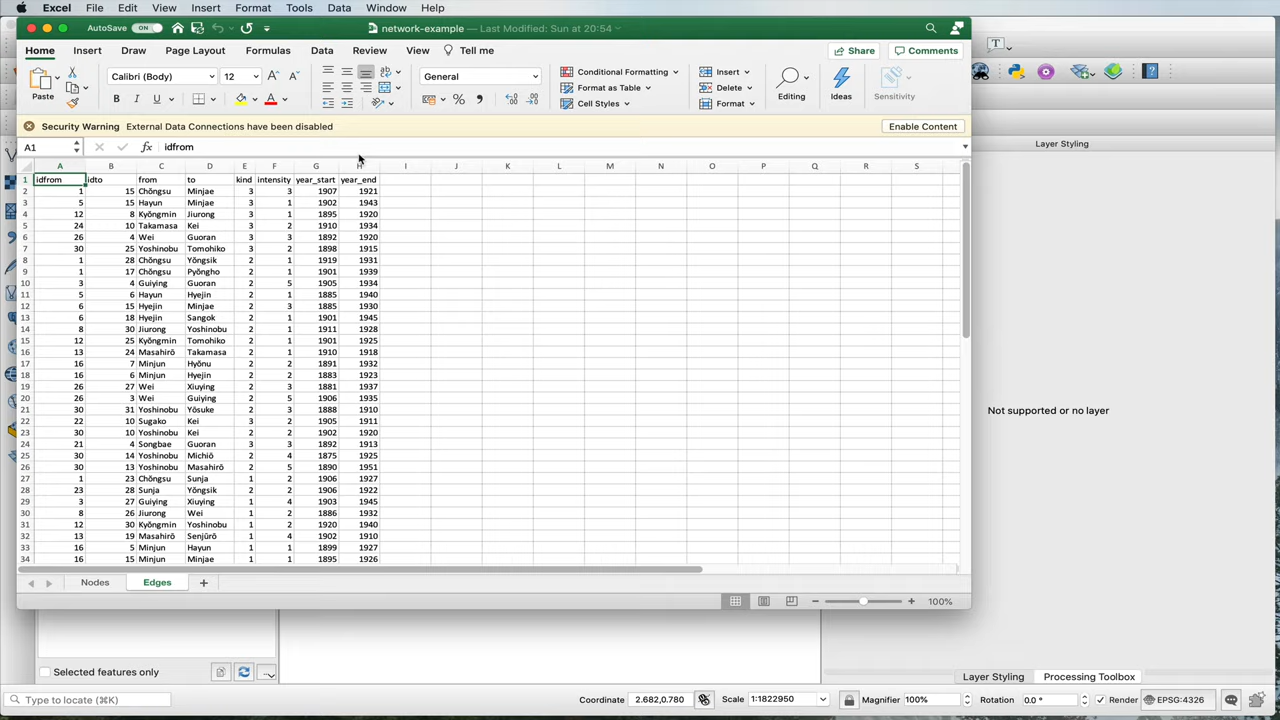 Excel File Edit View Insert Format Tools Data Window Help
AutoSave ON network-example — Last Modified: Sun at 20:54
Home Insert Draw Page Layout Formulas Data Review View Tell me Share Comments
Paste Calibri (Body) 12 General Conditional Formatting Format as Table Cell Styles Insert Delete Format Editing Ideas Sensitivity
Security Warning External Data Connections have been disabled Enable Content
A1 fx idfrom
Layer Styling
A B C D E F G H I J K L M N O P Q R S
1 idfrom idto from to kind intensity year_start year_end
2 1 15 Chōngsu Minjae 3 3 1907 1921
3 5 15 Hayun Minjae 3 1 1902 1943
4 12 8 Kyōngmin Jiurong 3 1 1895 1920
5 24 10 Takamasa Kei 3 2 1910 1934
6 26 4 Wei Guoran 3 3 1892 1920
7 30 25 Yoshinobu Tomohiko 3 2 1898 1915
8 1 28 Chōngsu Yōngsik 2 1 1919 1931
9 1 17 Chōngsu Pyōngho 2 1 1901 1939
10 3 4 Guiying Guoran 2 5 1905 1934
11 5 6 Hayun Hyejin 2 1 1885 1940
12 6 15 Hyejin Minjae 2 3 1885 1930
13 6 18 Hyejin Sangok 2 1 1901 1945
14 8 30 Jiurong Yoshinobu 2 1 1911 1928
15 12 25 Kyōngmin Tomohiko 2 1 1901 1925
16 13 24 Masahirō Takamasa 2 1 1910 1918
17 16 7 Minjun Hyōnu 2 1 1891 1932
18 16 6 Minjun Hyejin 2 1 1883 1923
19 26 27 Wei Xiuying 2 3 1881 1937
20 26 3 Wei Guiying 2 5 1906 1935
21 30 31 Yoshinobu Yōsuke 2 3 1888 1910
22 22 10 Sugako Kei 3 2 1905 1911
23 30 10 Yoshinobu Kei 2 2 1902 1920
24 21 4 Songbae Guoran 3 3 1892 1913
25 30 14 Yoshinobu Michiō 2 4 1875 1925
26 30 13 Yoshinobu Masahirō 2 5 1890 1951
27 1 23 Chōngsu Sunja 1 2 1906 1927
28 23 28 Sunja Yōngsik 2 2 1906 1922
29 3 27 Guiying Xiuying 1 4 1903 1945
30 8 26 Jiurong Wei 1 2 1886 1932
31 12 30 Kyōngmin Yoshinobu 1 2 1920 1940
32 13 19 Masahirō Senjūrō 1 4 1902 1910
33 16 5 Minjun Hayun 1 1 1899 1927
34 16 15 Minjun Minjae 1 1 1895 1926
Not supported or no layer
Nodes Edges +
100%
Selected features only
Layer Styling Processing Toolbox
Type to locate (⌘K) Coordinate 2.682,0.780 Scale 1:1822950 Magnifier 100% Rotation 0.0 ° Render EPSG:4326